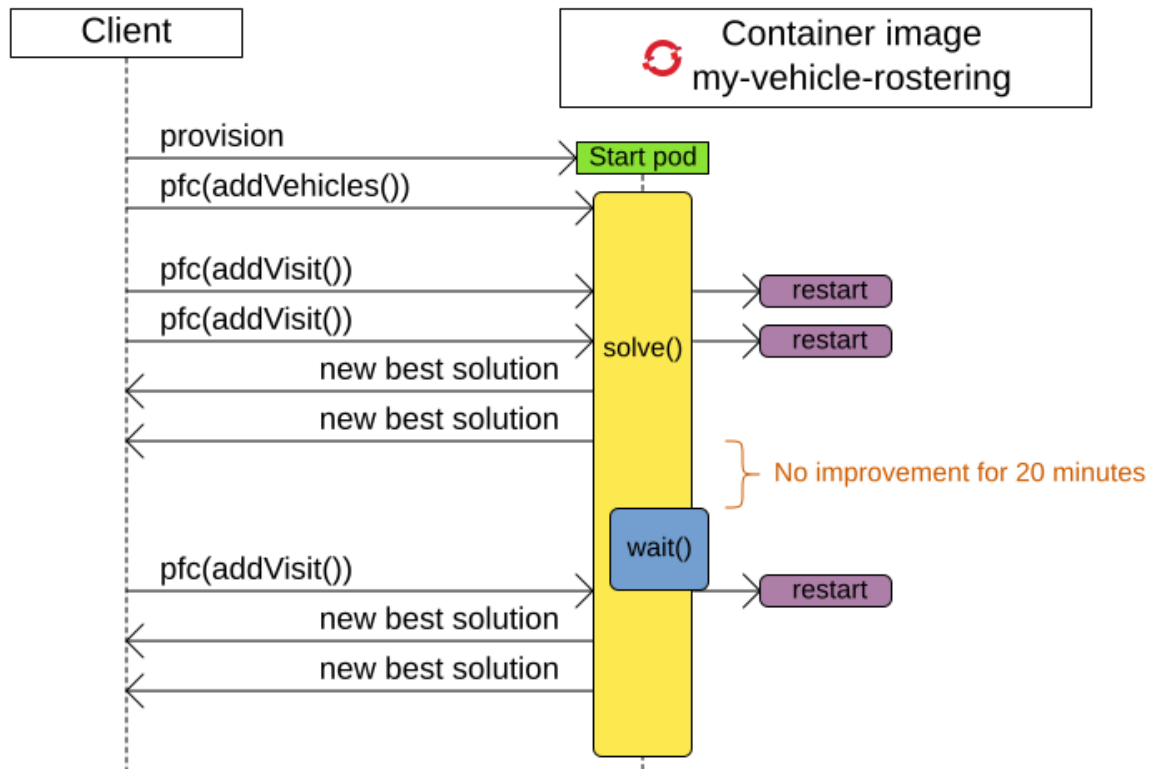 Client
Container image
my-vehicle-rostering
provision
Start pod
pfc(addVehicles())
pfc(addVisit())
restart
pfc(addVisit())
restart
solve()
new best solution
new best solution
No improvement for 20 minutes
wait()
pfc(addVisit())
restart
new best solution
new best solution